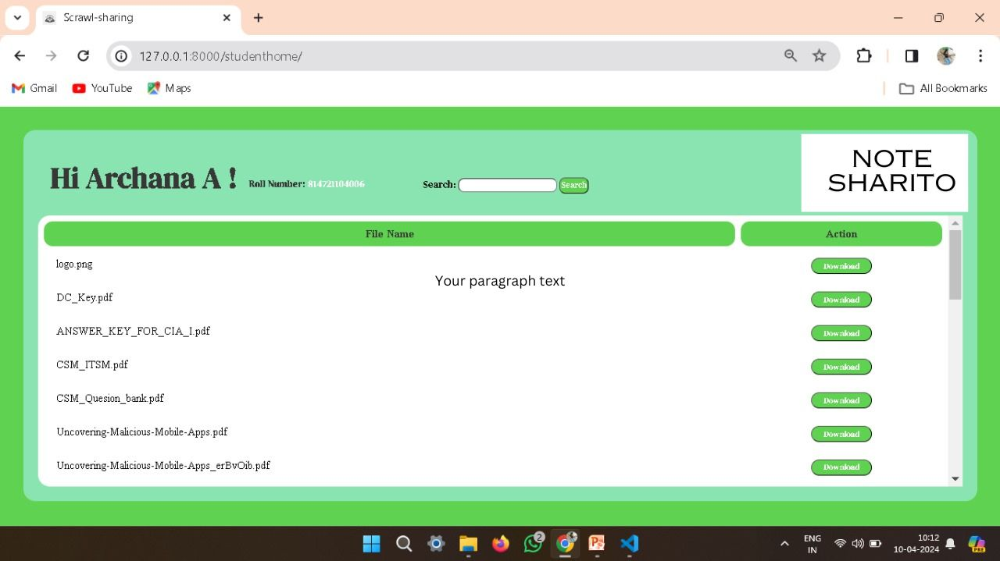 Scrawl-sharing
127.0.0.1:8000/studenthome/
Gmail YouTube Maps All Bookmarks
NOTE
SHARITO
Hi Archana A ! Roll Number: 814721104006 Search: Search
File Name Action
logo.png Download
Your paragraph text
DC_Key.pdf Download
ANSWER_KEY_FOR_CIA_I.pdf Download
CSM_ITSM.pdf Download
CSM_Quesion_bank.pdf Download
Uncovering-Malicious-Mobile-Apps.pdf Download
Uncovering-Malicious-Mobile-Apps_erBvOib.pdf Download
2
ENG
IN
10:12
10-04-2024
PRE